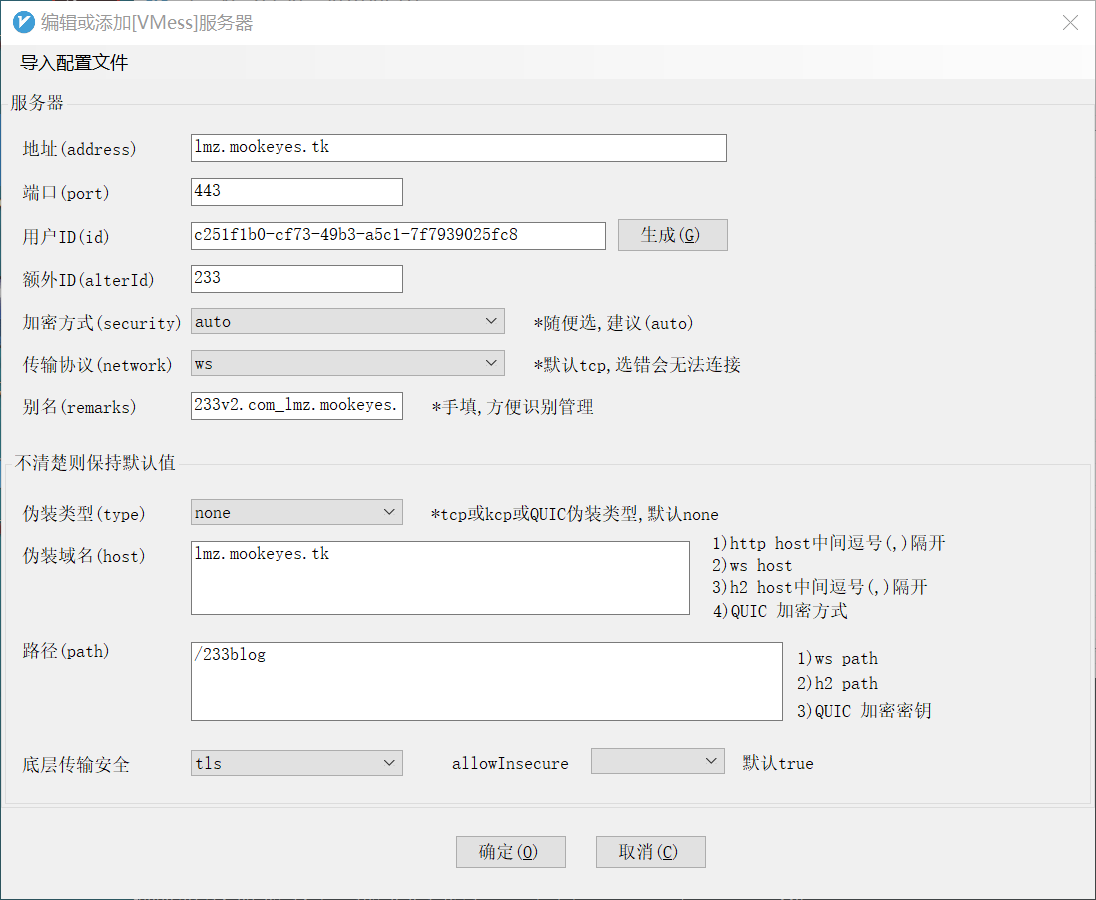 编辑或添加[VMess]服务器
导入配置文件
服务器
地址(address) lmz.mookeyes.tk
端口(port) 443
用户ID(id) c251f1b0-cf73-49b3-a5c1-7f7939025fc8 生成(G)
额外ID(alterId) 233
加密方式(security) auto *随便选,建议(auto)
传输协议(network) ws *默认tcp,选错会无法连接
别名(remarks) 233v2.com_lmz.mookeyes. *手填,方便识别管理
不清楚则保持默认值
伪装类型(type) none *tcp或kcp或QUIC伪装类型,默认none
伪装域名(host) lmz.mookeyes.tk
1)http host中间逗号(,)隔开
2)ws host
3)h2 host中间逗号(,)隔开
4)QUIC 加密方式
路径(path) /233blog
1)ws path
2)h2 path
3)QUIC 加密密钥
底层传输安全 tls allowInsecure 默认true
确定(O) 取消(C)